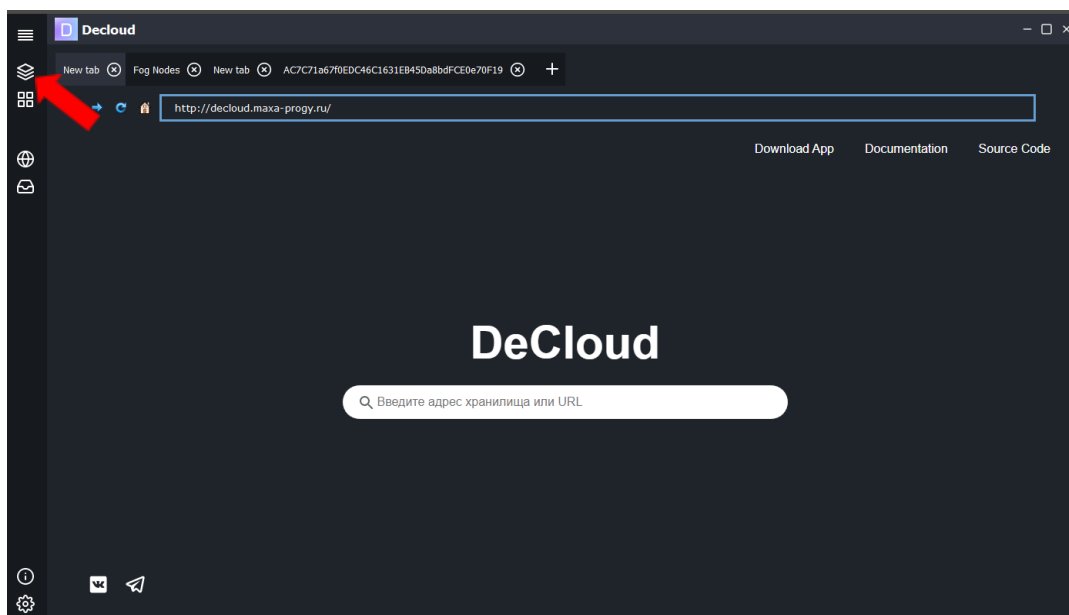 Decloud
New tab Fog Nodes New tab AC7C71a67f0EDC46C1631EB45Da8bdFCE0e70F19
http://decloud.maxa-progy.ru/
Download App Documentation Source Code
DeCloud
Введите адрес хранилища или URL